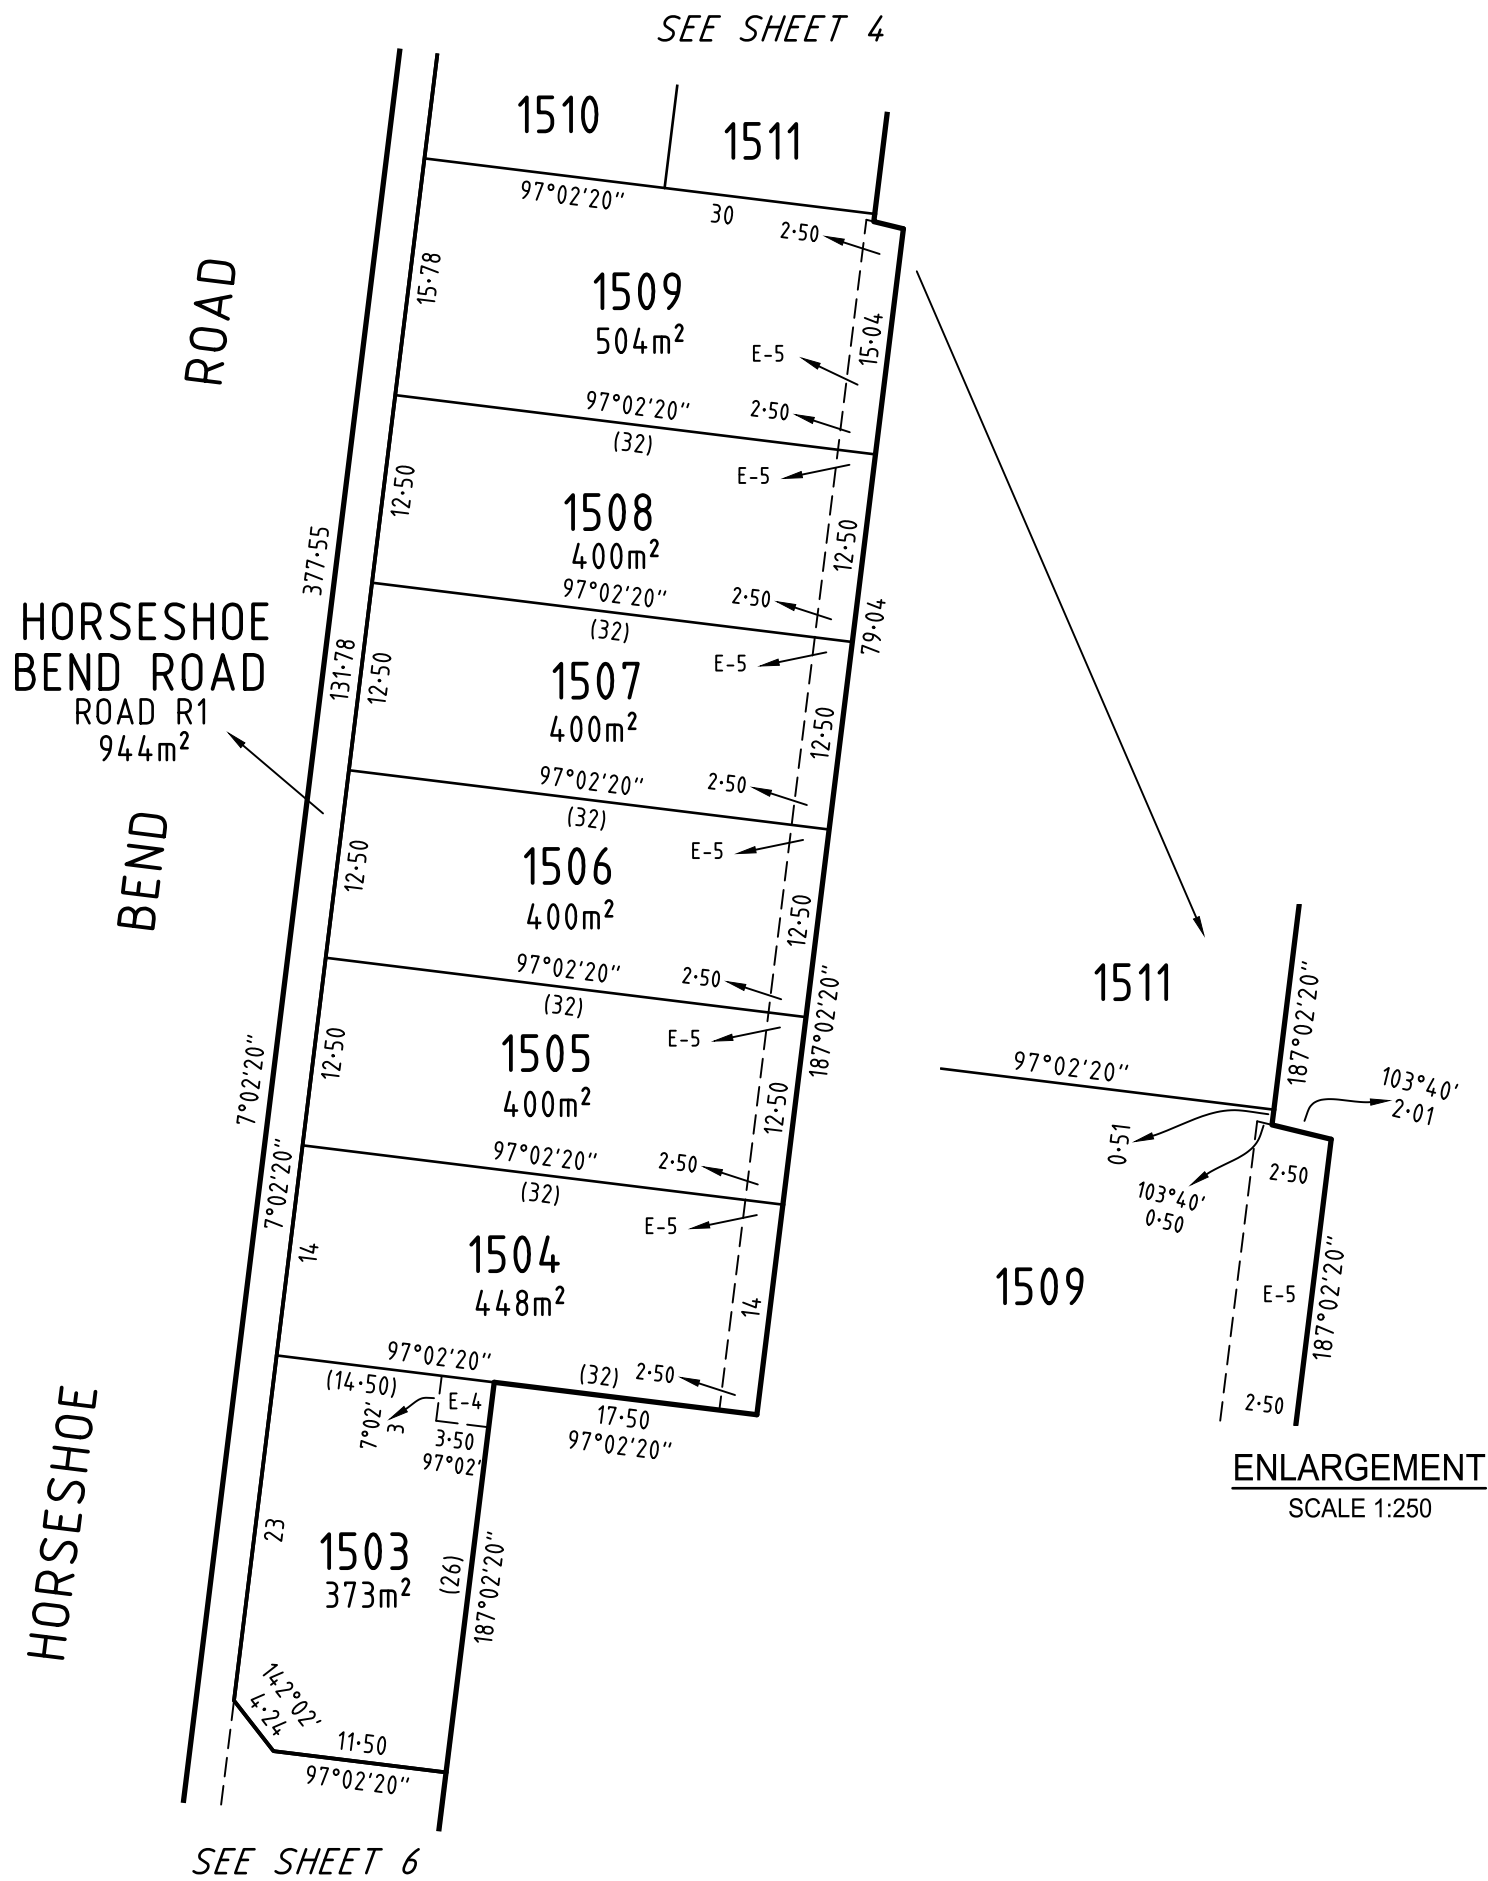 SEE SHEET 4
1510
1511
97°02'20"
30
2·50
ROAD
15·78
1509
504m²
15·04
E-5
97°02'20"
2·50
(32)
E-5
12·50
1508
400m²
12·50
377·55
97°02'20"
2·50
(32)
79·04
HORSESHOE
BEND ROAD
ROAD R1
944m²
131·78
12·50
E-5
1507
400m²
12·50
97°02'20"
2·50
(32)
E-5
BEND
12·50
1506
400m²
12·50
97°02'20"
2·50
(32)
187°02'20"
E-5
7°02'20"
12·50
1505
400m²
12·50
97°02'20"
2·50
(32)
7°02'20"
E-5
14
1504
448m²
14
97°02'20"
(32)
2·50
(14·50)
E-4
7°02'
3
3·50
97°02'
17·50
97°02'20"
HORSESHOE
23
1503
373m²
(26)
187°02'20"
142°02'
4·24
11·50
97°02'20"
SEE SHEET 6
1511
187°02'20"
97°02'20"
103°40'
2·01
0·51
103°40'
0·50
2·50
1509
E-5
187°02'20"
2·50
ENLARGEMENT
SCALE 1:250